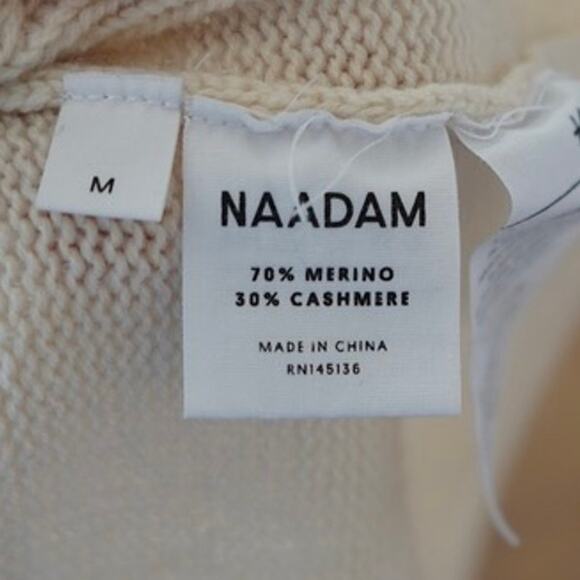 M
NAADAM
70% MERINO
30% CASHMERE
MADE IN CHINA
RN145136